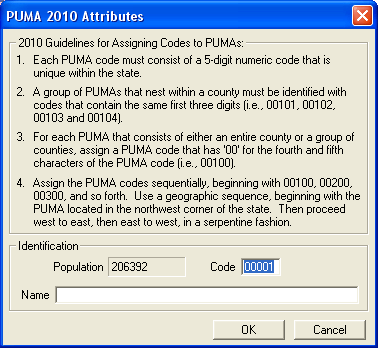 PUMA 2010 Attributes
2010 Guidelines for Assigning Codes to PUMAs:
1. Each PUMA code must consist of a 5-digit numeric code that is
unique within the state.
2. A group of PUMAs that nest within a county must be identified with
codes that contain the same first three digits (i.e., 00101, 00102,
00103 and 00104).
3. For each PUMA that consists of either an entire county or a group of
counties, assign a PUMA code that has '00' for the fourth and fifth
characters of the PUMA code (i.e., 00100).
4. Assign the PUMA codes sequentially, beginning with 00100, 00200,
00300, and so forth. Use a geographic sequence, beginning with the
PUMA located in the northwest corner of the state. Then proceed
west to east, then east to west, in a serpentine fashion.
Identification
Population 206392 Code 00001
Name
OK Cancel